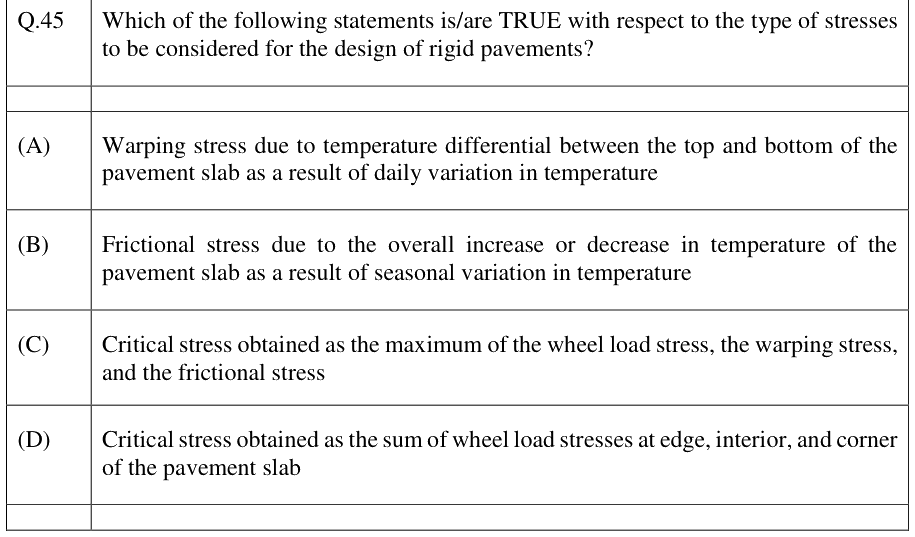 Q.45 Which of the following statements is/are TRUE with respect to the type of stresses
to be considered for the design of rigid pavements?
(A) Warping stress due to temperature differential between the top and bottom of the
pavement slab as a result of daily variation in temperature
(B) Frictional stress due to the overall increase or decrease in temperature of the
pavement slab as a result of seasonal variation in temperature
(C) Critical stress obtained as the maximum of the wheel load stress, the warping stress,
and the frictional stress
(D) Critical stress obtained as the sum of wheel load stresses at edge, interior, and corner
of the pavement slab